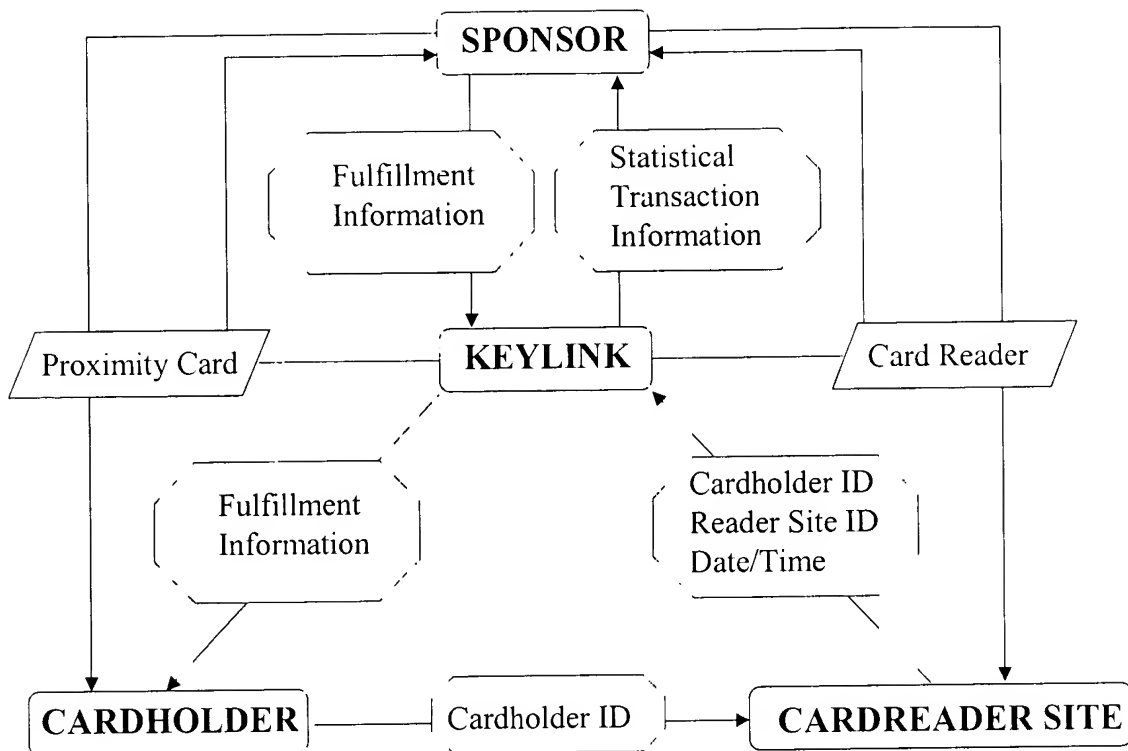 SPONSOR
Fulfillment
Information
Statistical
Transaction
Information
Proximity Card
KEYLINK
Card Reader
Fulfillment
Information
Cardholder ID
Reader Site ID
Date/Time
CARDHOLDER
Cardholder ID
CARDREADER SITE